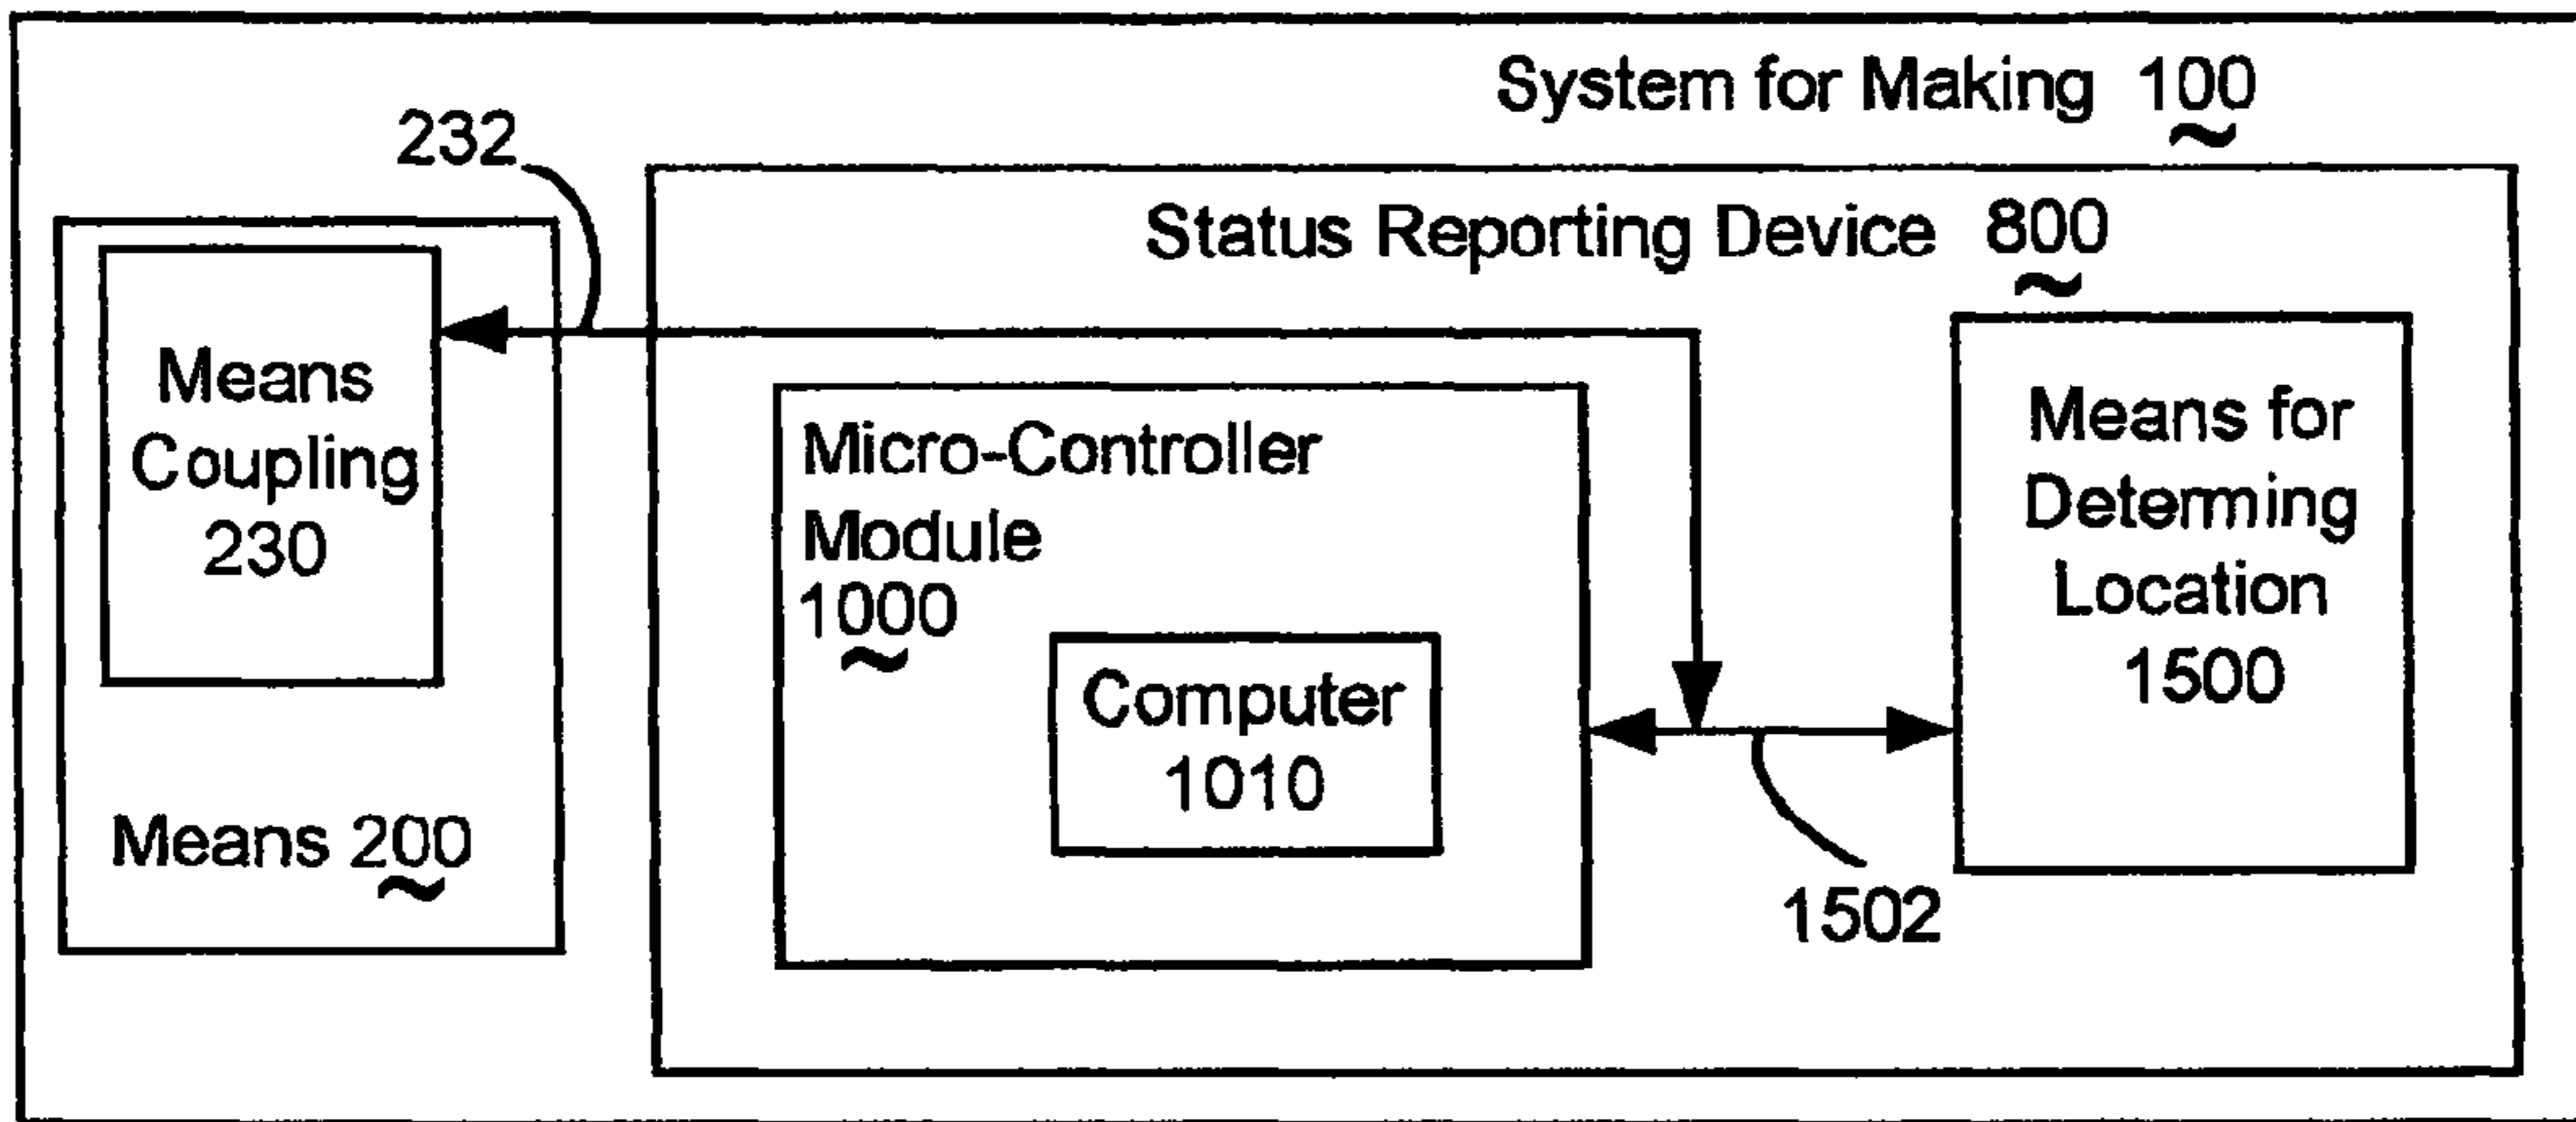 System for Making 100
232
Status Reporting Device 800
Means
Coupling
230
Means 200
Micro-Controller
Module
1000
Computer
1010
Means for
Determing
Location
1500
1502